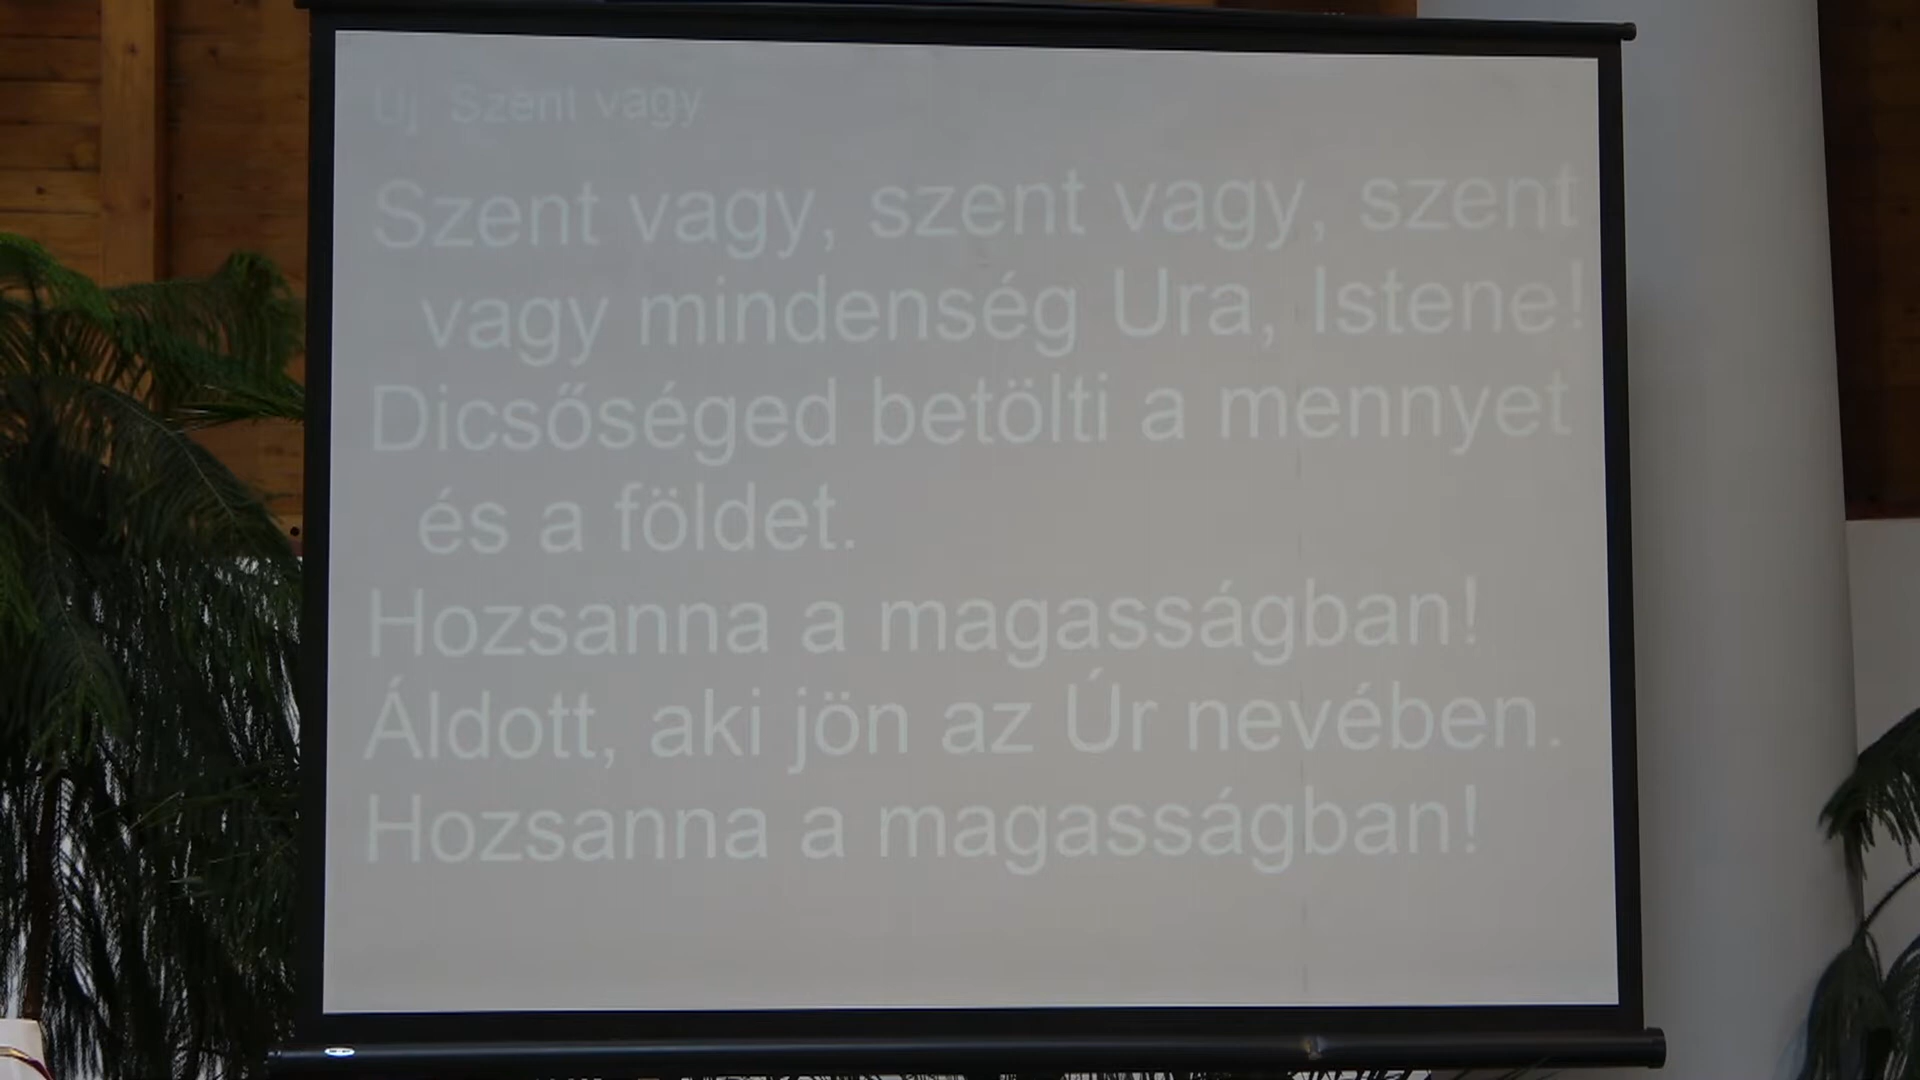 Új Szent vagy
Szent vagy, szent vagy, szent
vagy mindenség Ura, Istene!
Dicsőséged betölti a mennyet
és a földet.
Hozsanna a magasságban!
Áldott, aki jön az Úr nevében.
Hozsanna a magasságban!